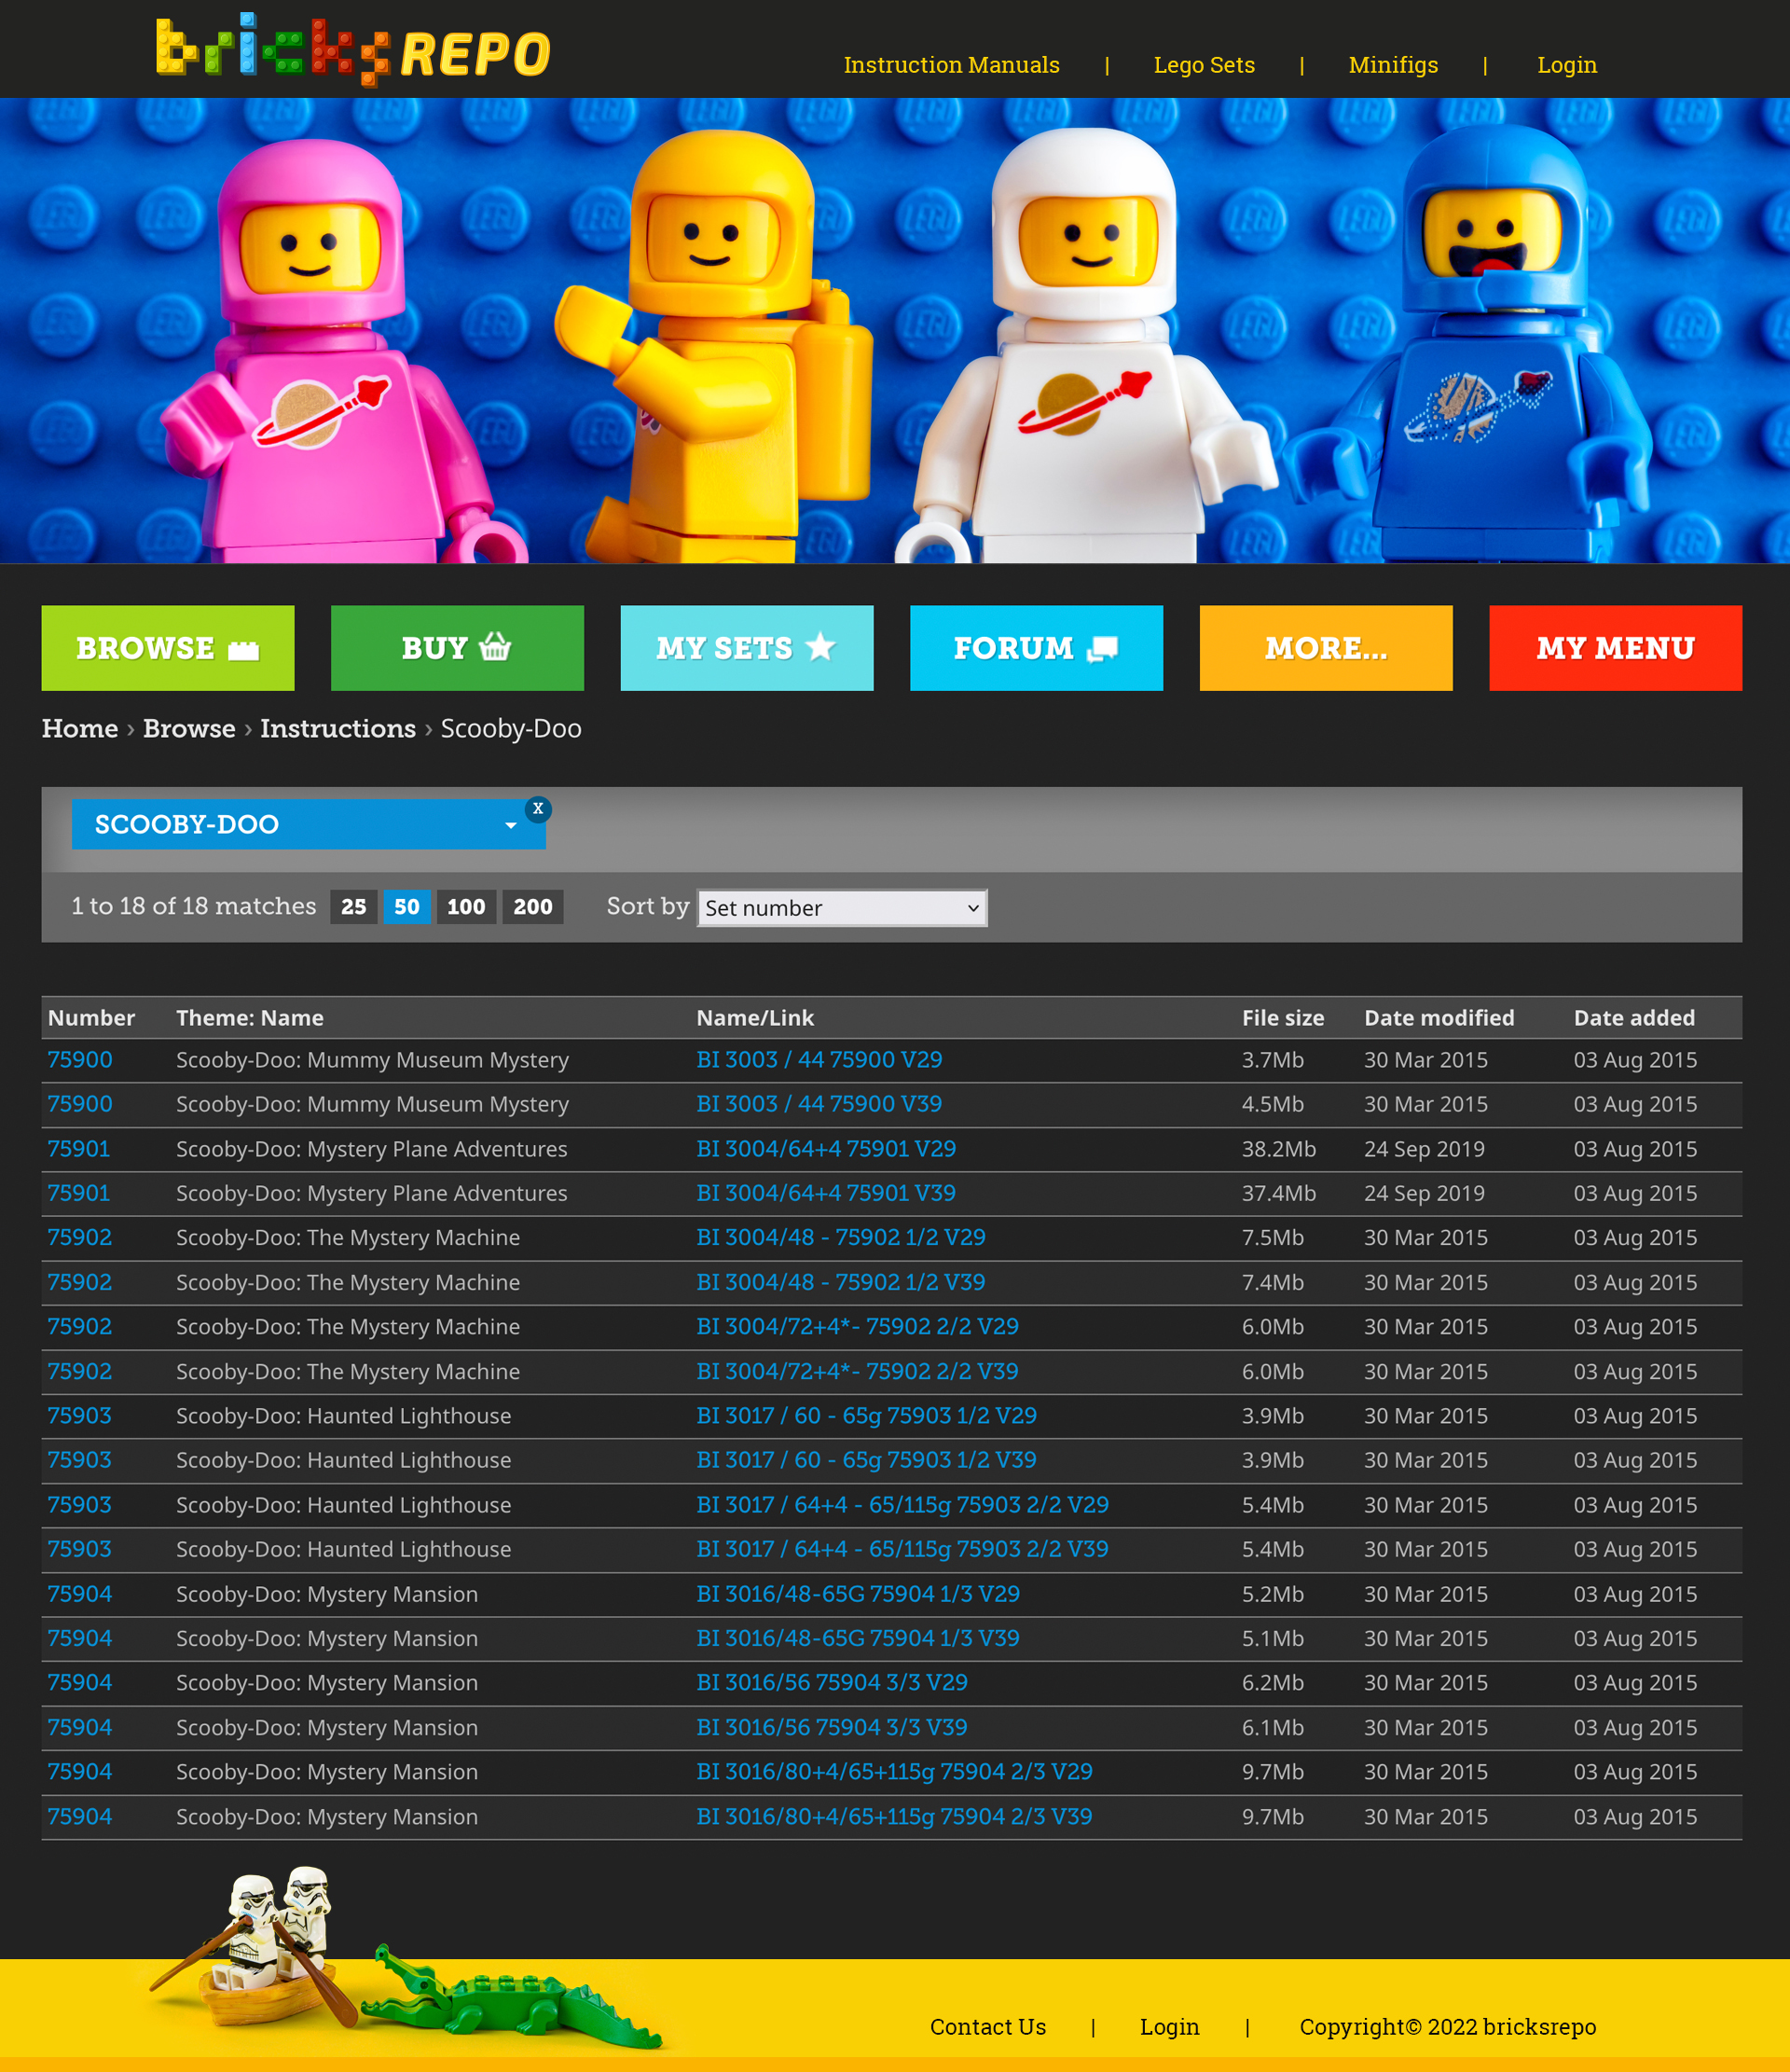 bricks REPO
Instruction Manuals | Lego Sets | Minifigs | Login
BROWSE BUY MY SETS FORUM MORE... MY MENU
Home › Browse › Instructions › Scooby-Doo
SCOOBY-DOO X
1 to 18 of 18 matches 25 50 100 200 Sort by Set number
Number Theme: Name Name/Link File size Date modified Date added
75900 Scooby-Doo: Mummy Museum Mystery BI 3003 / 44 75900 V29 3.7Mb 30 Mar 2015 03 Aug 2015
75900 Scooby-Doo: Mummy Museum Mystery BI 3003 / 44 75900 V39 4.5Mb 30 Mar 2015 03 Aug 2015
75901 Scooby-Doo: Mystery Plane Adventures BI 3004/64+4 75901 V29 38.2Mb 24 Sep 2019 03 Aug 2015
75901 Scooby-Doo: Mystery Plane Adventures BI 3004/64+4 75901 V39 37.4Mb 24 Sep 2019 03 Aug 2015
75902 Scooby-Doo: The Mystery Machine BI 3004/48 - 75902 1/2 V29 7.5Mb 30 Mar 2015 03 Aug 2015
75902 Scooby-Doo: The Mystery Machine BI 3004/48 - 75902 1/2 V39 7.4Mb 30 Mar 2015 03 Aug 2015
75902 Scooby-Doo: The Mystery Machine BI 3004/72+4*- 75902 2/2 V29 6.0Mb 30 Mar 2015 03 Aug 2015
75902 Scooby-Doo: The Mystery Machine BI 3004/72+4*- 75902 2/2 V39 6.0Mb 30 Mar 2015 03 Aug 2015
75903 Scooby-Doo: Haunted Lighthouse BI 3017 / 60 - 65g 75903 1/2 V29 3.9Mb 30 Mar 2015 03 Aug 2015
75903 Scooby-Doo: Haunted Lighthouse BI 3017 / 60 - 65g 75903 1/2 V39 3.9Mb 30 Mar 2015 03 Aug 2015
75903 Scooby-Doo: Haunted Lighthouse BI 3017 / 64+4 - 65/115g 75903 2/2 V29 5.4Mb 30 Mar 2015 03 Aug 2015
75903 Scooby-Doo: Haunted Lighthouse BI 3017 / 64+4 - 65/115g 75903 2/2 V39 5.4Mb 30 Mar 2015 03 Aug 2015
75904 Scooby-Doo: Mystery Mansion BI 3016/48-65G 75904 1/3 V29 5.2Mb 30 Mar 2015 03 Aug 2015
75904 Scooby-Doo: Mystery Mansion BI 3016/48-65G 75904 1/3 V39 5.1Mb 30 Mar 2015 03 Aug 2015
75904 Scooby-Doo: Mystery Mansion BI 3016/56 75904 3/3 V29 6.2Mb 30 Mar 2015 03 Aug 2015
75904 Scooby-Doo: Mystery Mansion BI 3016/56 75904 3/3 V39 6.1Mb 30 Mar 2015 03 Aug 2015
75904 Scooby-Doo: Mystery Mansion BI 3016/80+4/65+115g 75904 2/3 V29 9.7Mb 30 Mar 2015 03 Aug 2015
75904 Scooby-Doo: Mystery Mansion BI 3016/80+4/65+115g 75904 2/3 V39 9.7Mb 30 Mar 2015 03 Aug 2015
Contact Us | Login | Copyright© 2022 bricksrepo